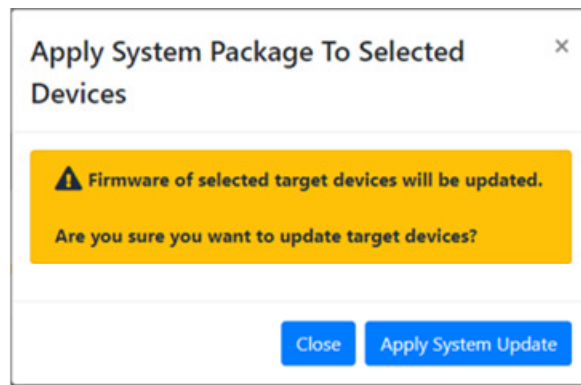 Apply System Package To Selected
Devices
×
Firmware of selected target devices will be updated.
Are you sure you want to update target devices?
Close
Apply System Update